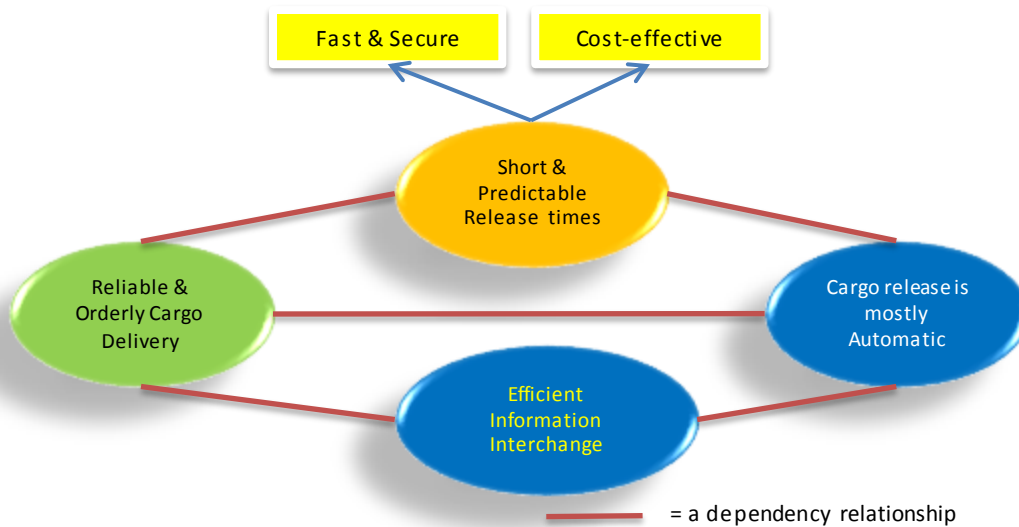 Fast & Secure
Cost-effective
Short &
Predictable
Release times
Reliable &
Orderly Cargo
Delivery
Cargo release is
mostly
Automatic
Efficient
Information
Interchange
= a dependency relationship